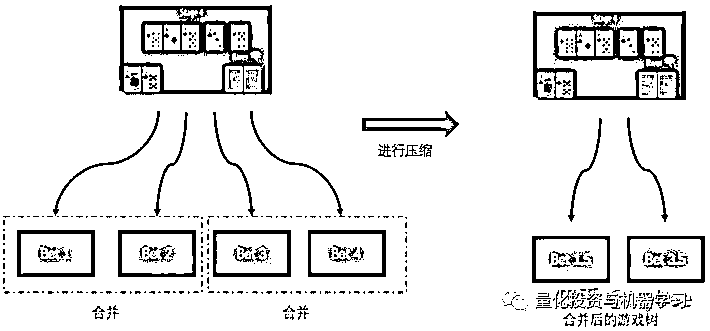 进行压缩
Bet 1
Bet 2
Bet 3
Bet 4
Bet 1.5
Bet 3.5
合并
合并
量化投资与机器学习
合并后的游戏树